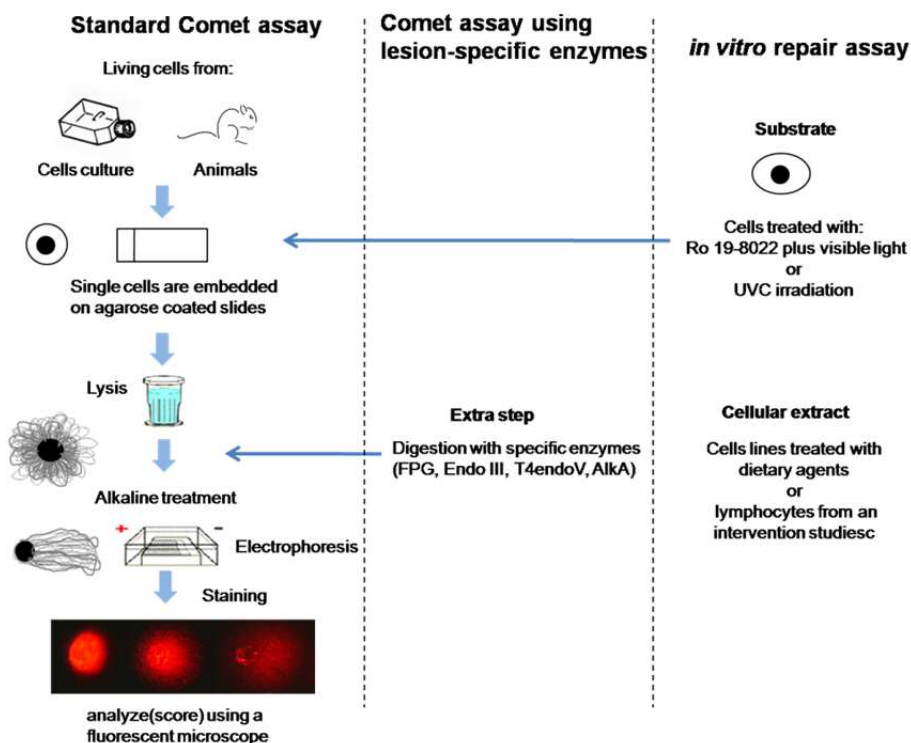 Standard Comet assay
Living cells from:
Cells culture
Animals
Single cells are embedded
on agarose coated slides
Lysis
Alkaline treatment
+
-
Electrophoresis
Staining
analyze(score) using a
fluorescent microscope
Comet assay using
lesion-specific enzymes
Extra step
Digestion with specific enzymes
(FPG, Endo III, T4endoV, AlkA)
in vitro repair assay
Substrate
Cells treated with:
Ro 19-8022 plus visible light
or
UVC irradiation
Cellular extract
Cells lines treated with
dietary agents
or
lymphocytes from an
intervention studiesc